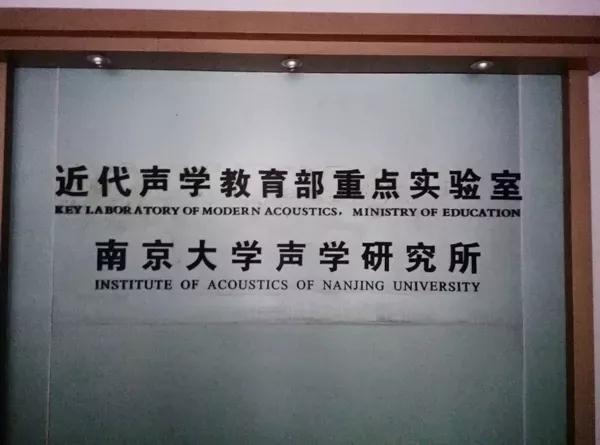 近代声学教育部重点实验室
KEY LABORATORY OF MODERN ACOUSTICS, MINISTRY OF EDUCATION
南京大学声学研究所
INSTITUTE OF ACOUSTICS OF NANJING UNIVERSITY